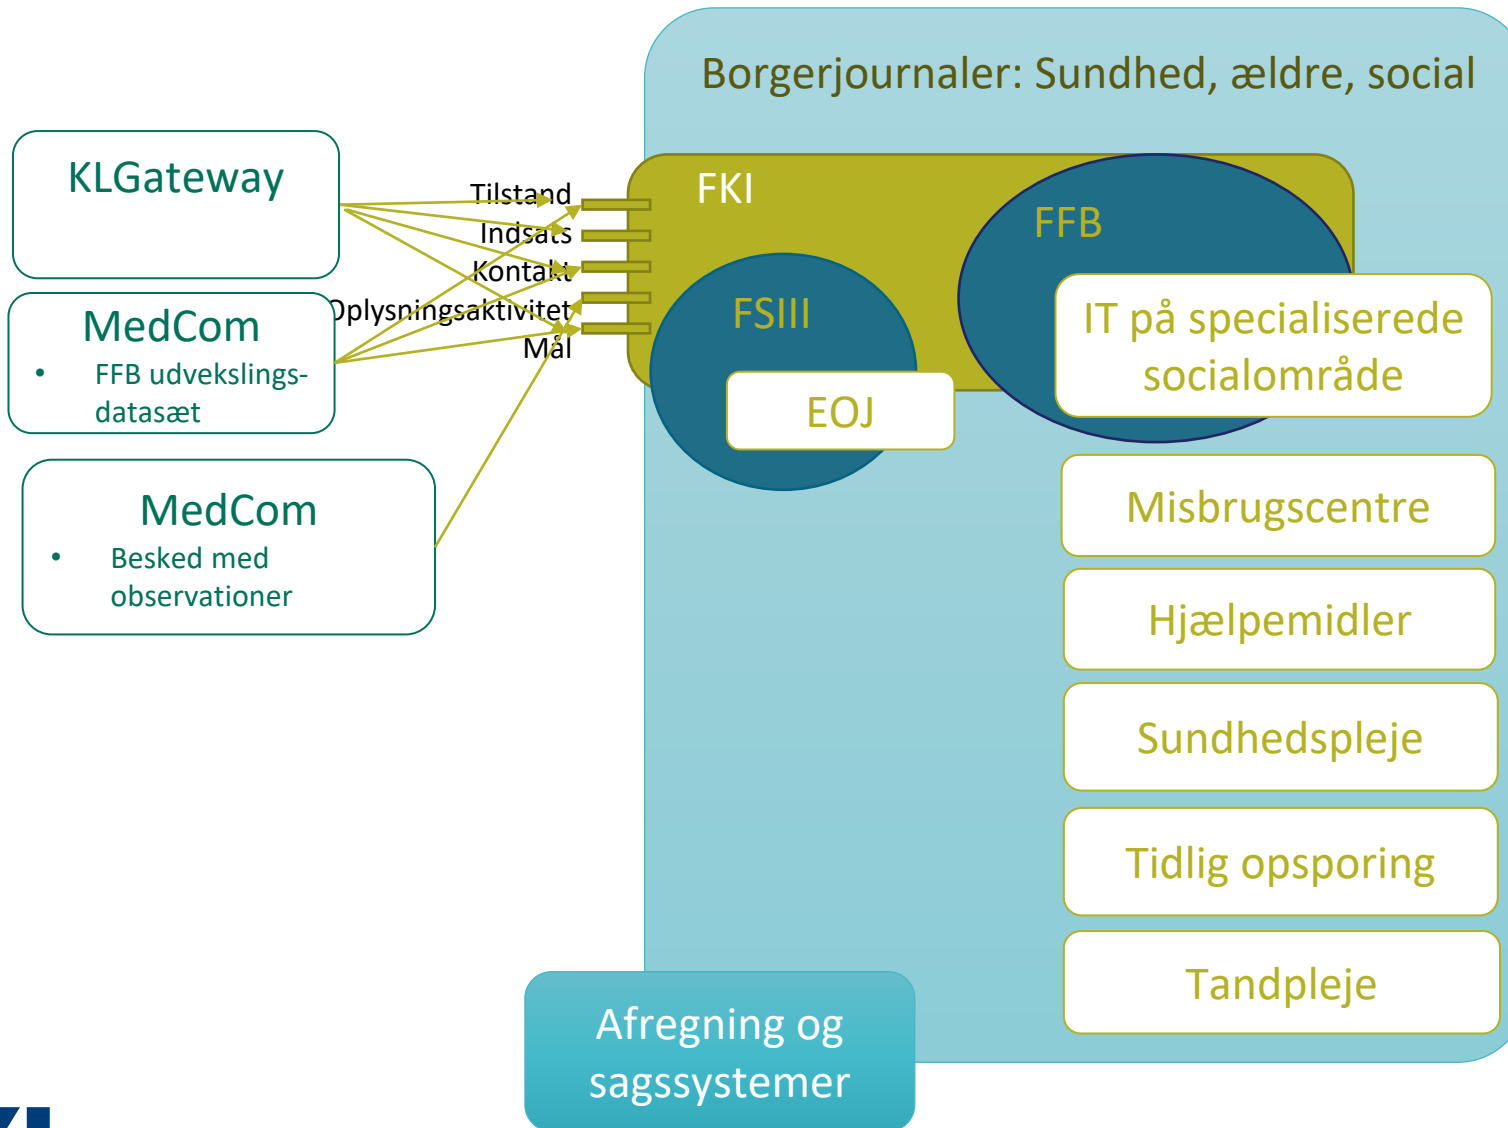 Borgerjournaler: Sundhed, ældre, social
KLGateway
MedCom
• FFB udvekslings-
datasæt
MedCom
• Besked med
observationer
Tilstand
Indsats
Kontakt
Oplysningsaktivitet
Mål
FKI
FSIII
EOJ
FFB
IT på specialiserede
socialområde
Misbrugscentre
Hjælpemidler
Sundhedspleje
Tidlig opsporing
Tandpleje
Afregning og
sagssystemer